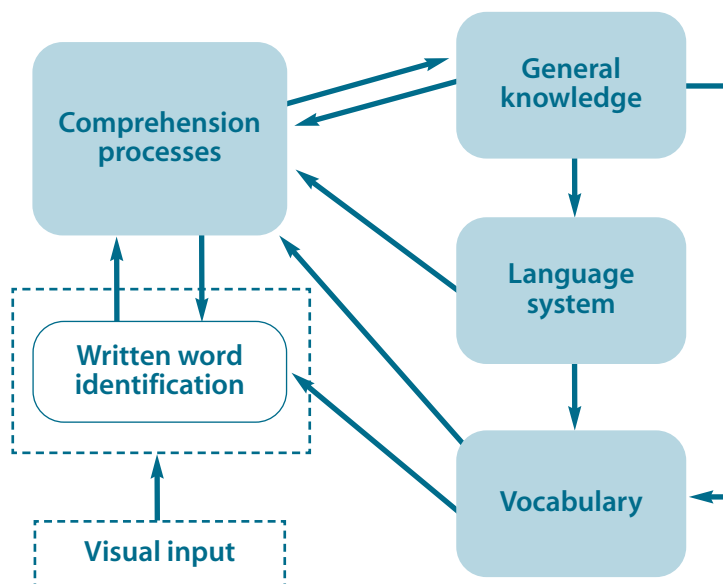 General
knowledge
Comprehension
processes
Language
system
Written word
identification
Vocabulary
Visual input